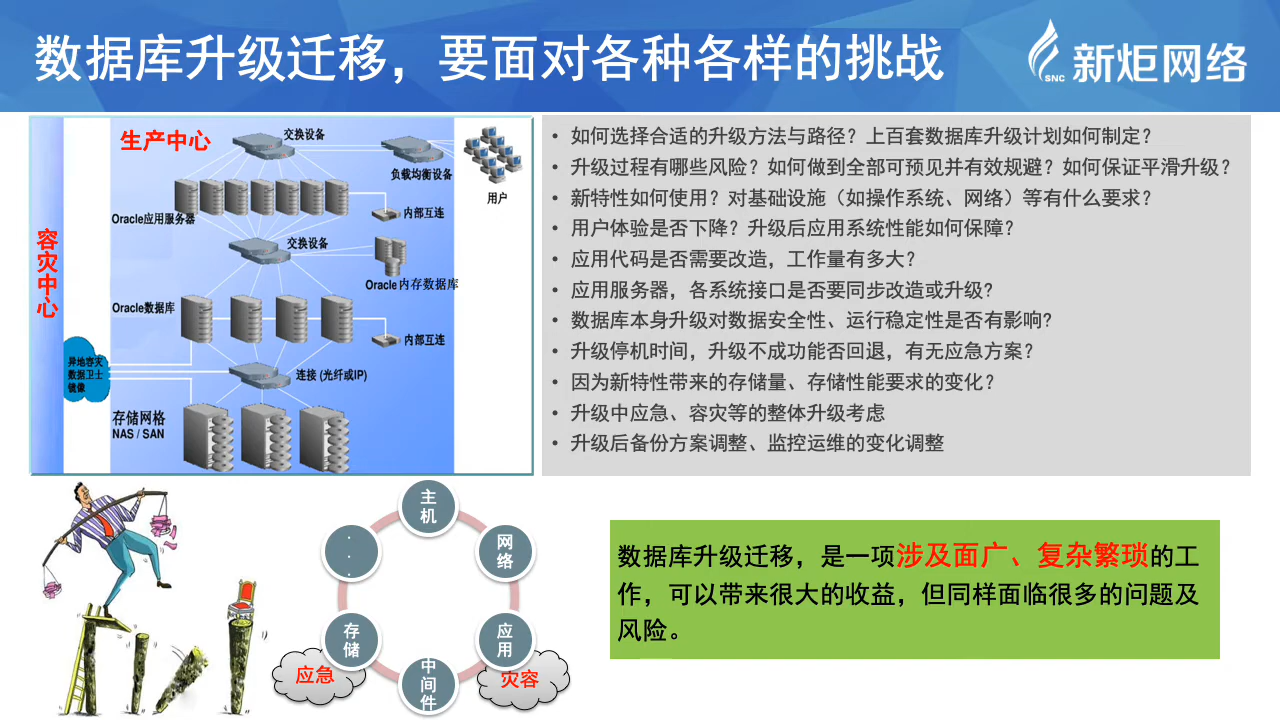 数据库升级迁移，要面对各种各样的挑战
SNC 新炬网络
生产中心
交换设备
负载均衡设备
用户
Oracle应用服务器
内部互连
容灾中心
交换设备
Oracle 内存数据库
Oracle数据库
内部互连
异地容灾
数据卫士
镜像
连接 (光纤或IP)
存储网格
NAS / SAN
• 如何选择合适的升级方法与路径？上百套数据库升级计划如何制定？
• 升级过程有哪些风险？如何做到全部可预见并有效规避？如何保证平滑升级？
• 新特性如何使用？对基础设施（如操作系统、网络）等有什么要求？
• 用户体验是否下降？升级后应用系统性能如何保障？
• 应用代码是否需要改造，工作量有多大？
• 应用服务器，各系统接口是否要同步改造或升级?
• 数据库本身升级对数据安全性、运行稳定性是否有影响?
• 升级停机时间，升级不成功能否回退，有无应急方案？
• 因为新特性带来的存储量、存储性能要求的变化？
• 升级中应急、容灾等的整体升级考虑
• 升级后备份方案调整、监控运维的变化调整
主
机
网
络
应
用
中
间
件
存
储
.
.
.
应急
灾容
数据库升级迁移，是一项涉及面广、复杂繁琐的工
作，可以带来很大的收益，但同样面临很多的问题及
风险。